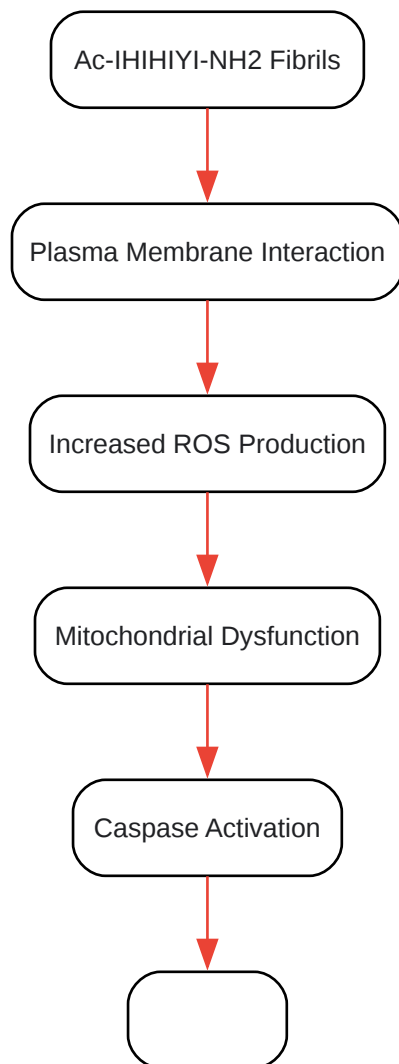 Ac-IHIHIYI-NH2 Fibrils
Plasma Membrane Interaction
Increased ROS Production
Mitochondrial Dysfunction
Caspase Activation